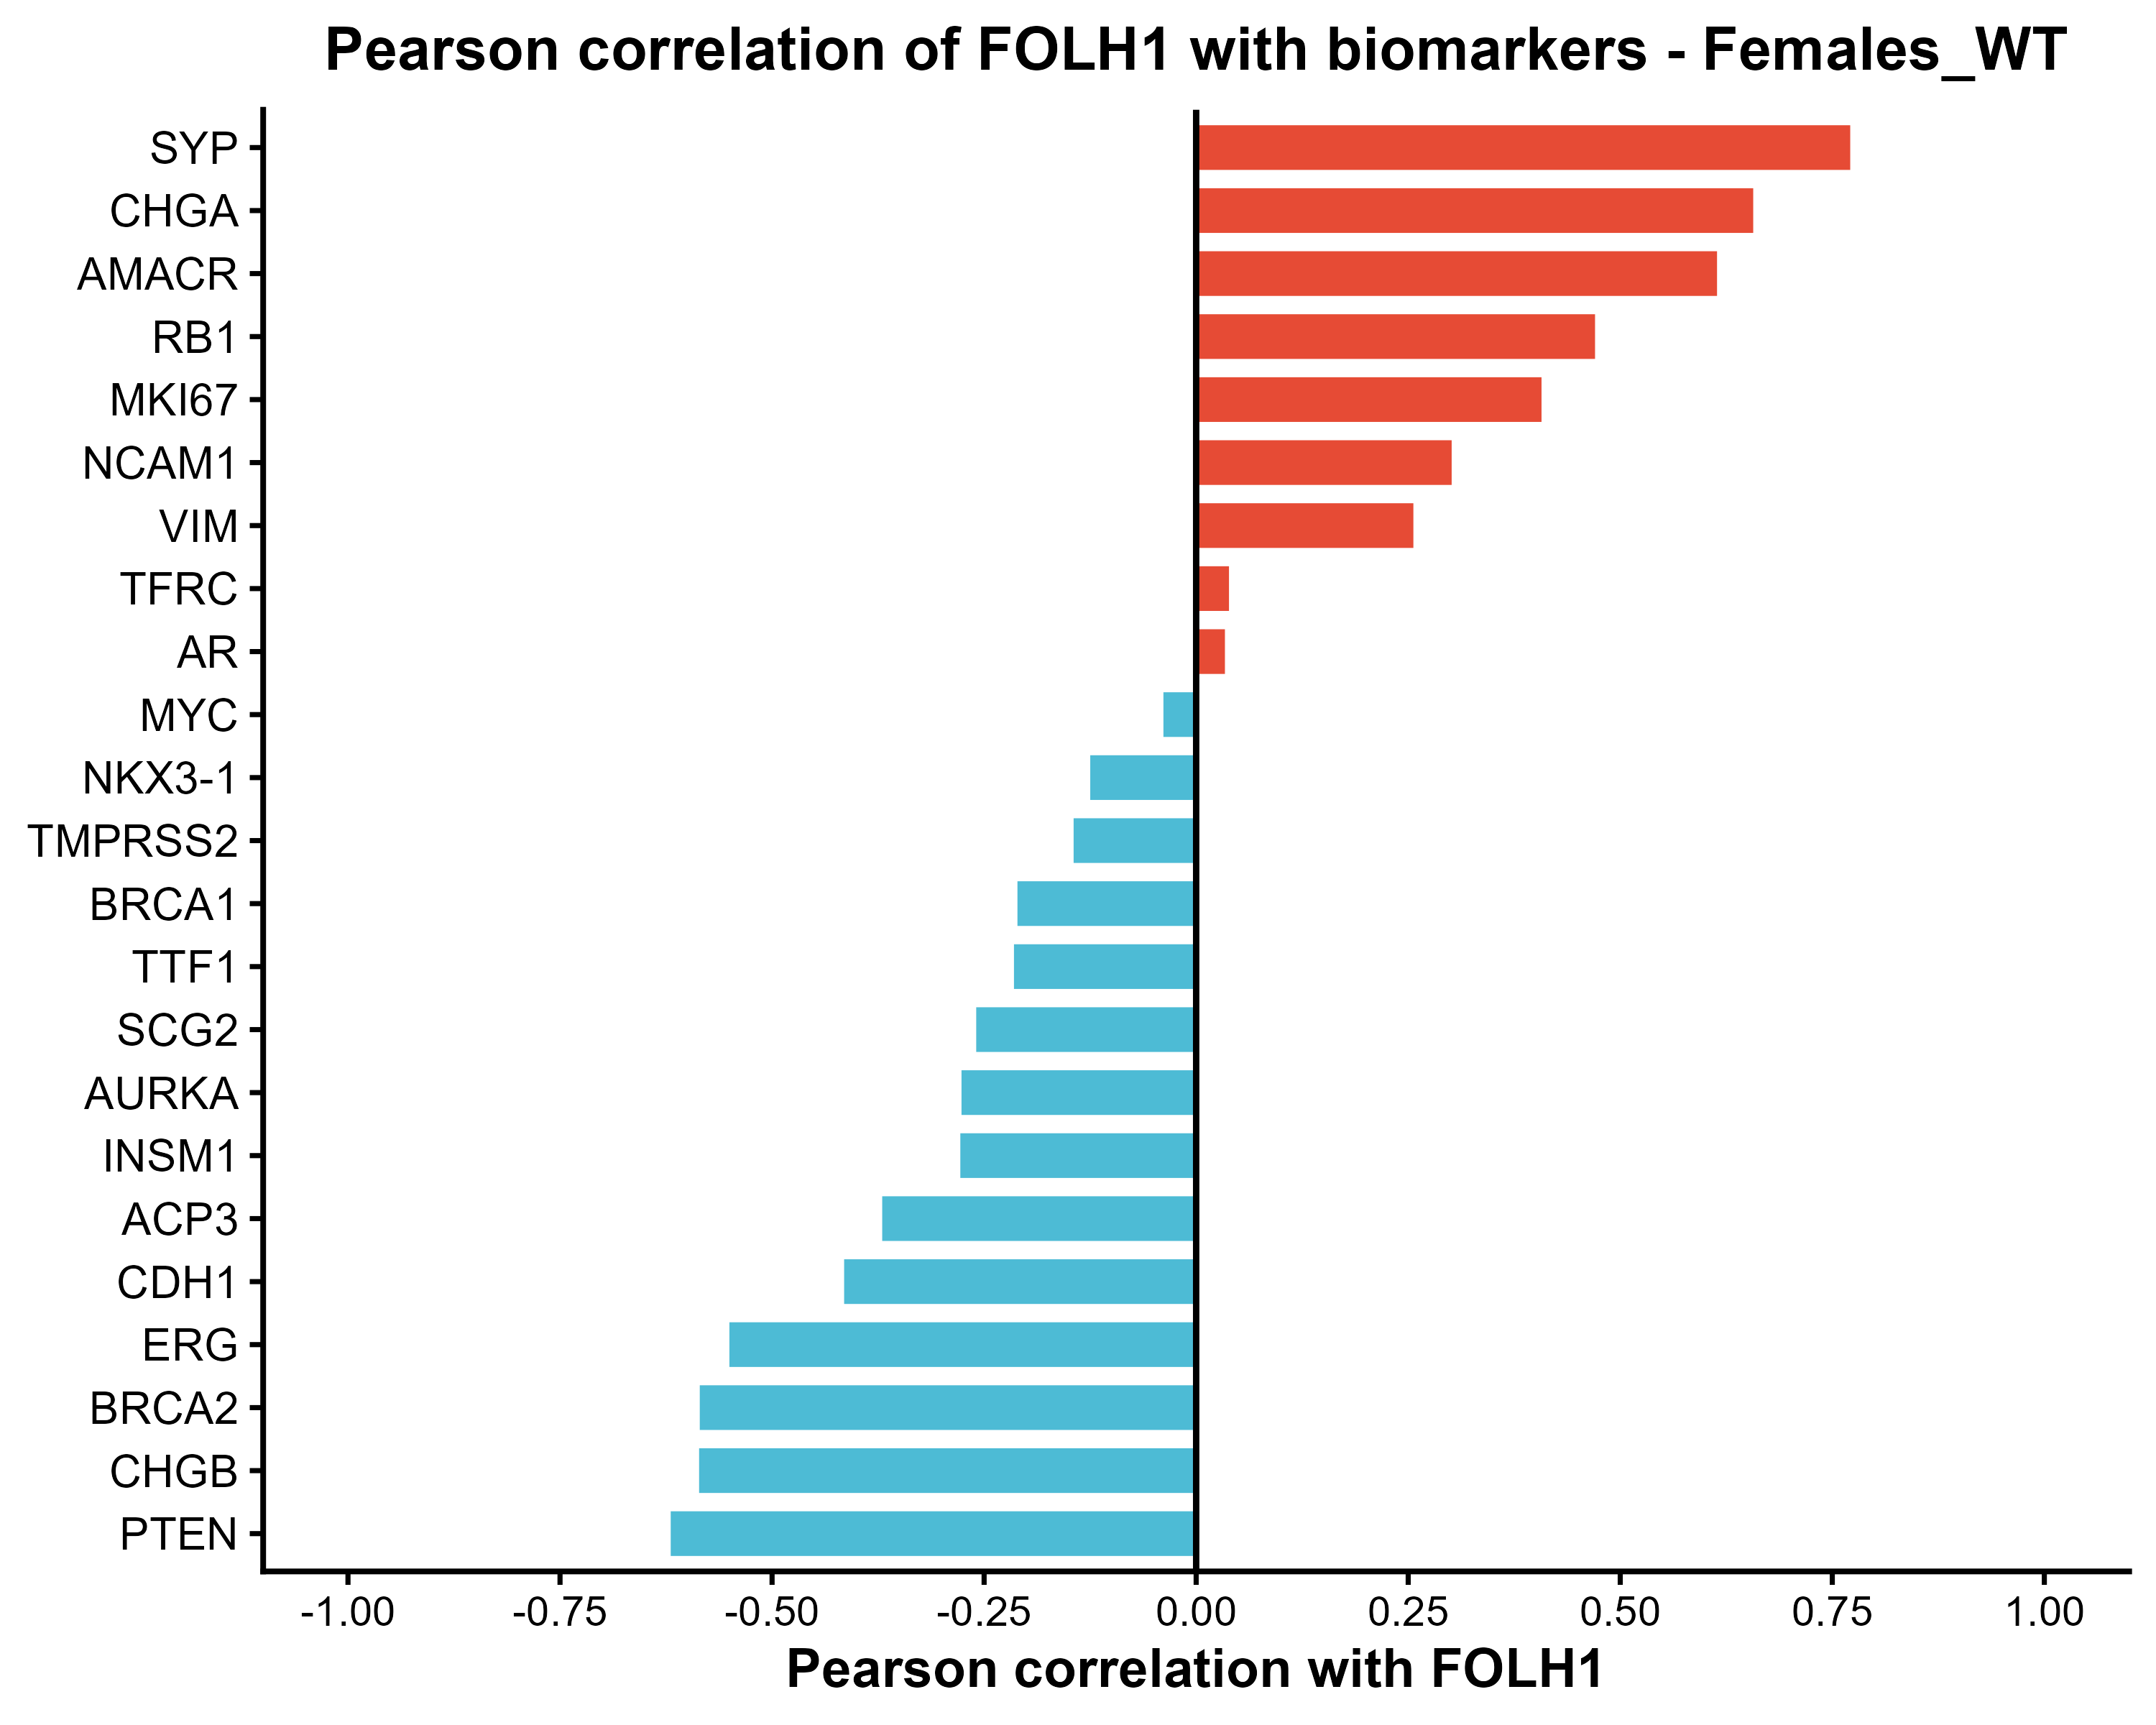 Pearson correlation of FOLH1 with biomarkers - Females_WT
SYP
CHGA
AMACR
RB1
MKI67
NCAM1
VIM
TFRC
AR
MYC
NKX3-1
TMPRSS2
BRCA1
TTF1
SCG2
AURKA
INSM1
ACP3
CDH1
ERG
BRCA2
CHGB
PTEN
-1.00 -0.75 -0.50 -0.25 0.00 0.25 0.50 0.75 1.00
Pearson correlation with FOLH1